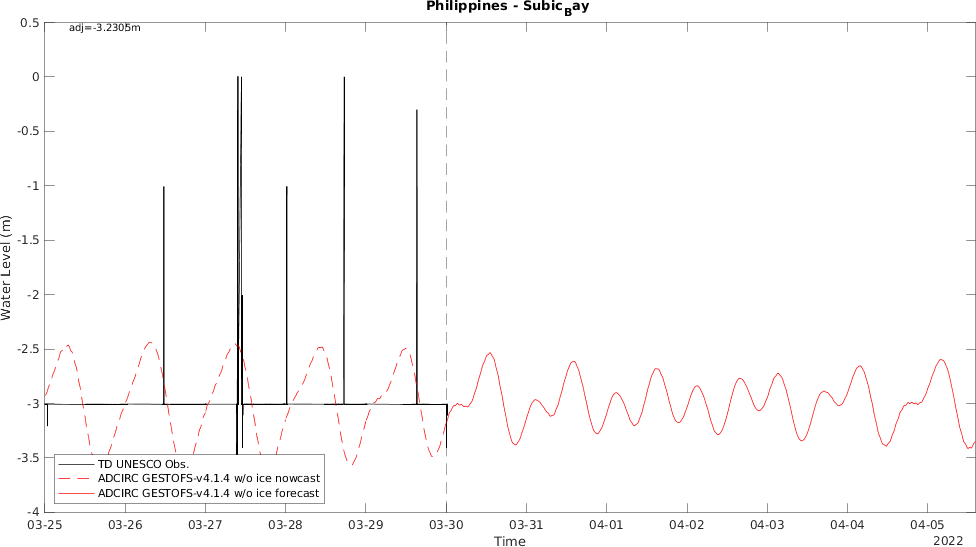 Philippines - Subic_Bay
adj=-3.2305m
0.5
0
-0.5
-1
-1.5
-2
-2.5
-3
-3.5
-4
Water Level (m)
TD UNESCO Obs.
ADCIRC GESTOFS-v4.1.4 w/o ice nowcast
ADCIRC GESTOFS-v4.1.4 w/o ice forecast
03-25 03-26 03-27 03-28 03-29 03-30 03-31 04-01 04-02 04-03 04-04 04-05
Time
2022